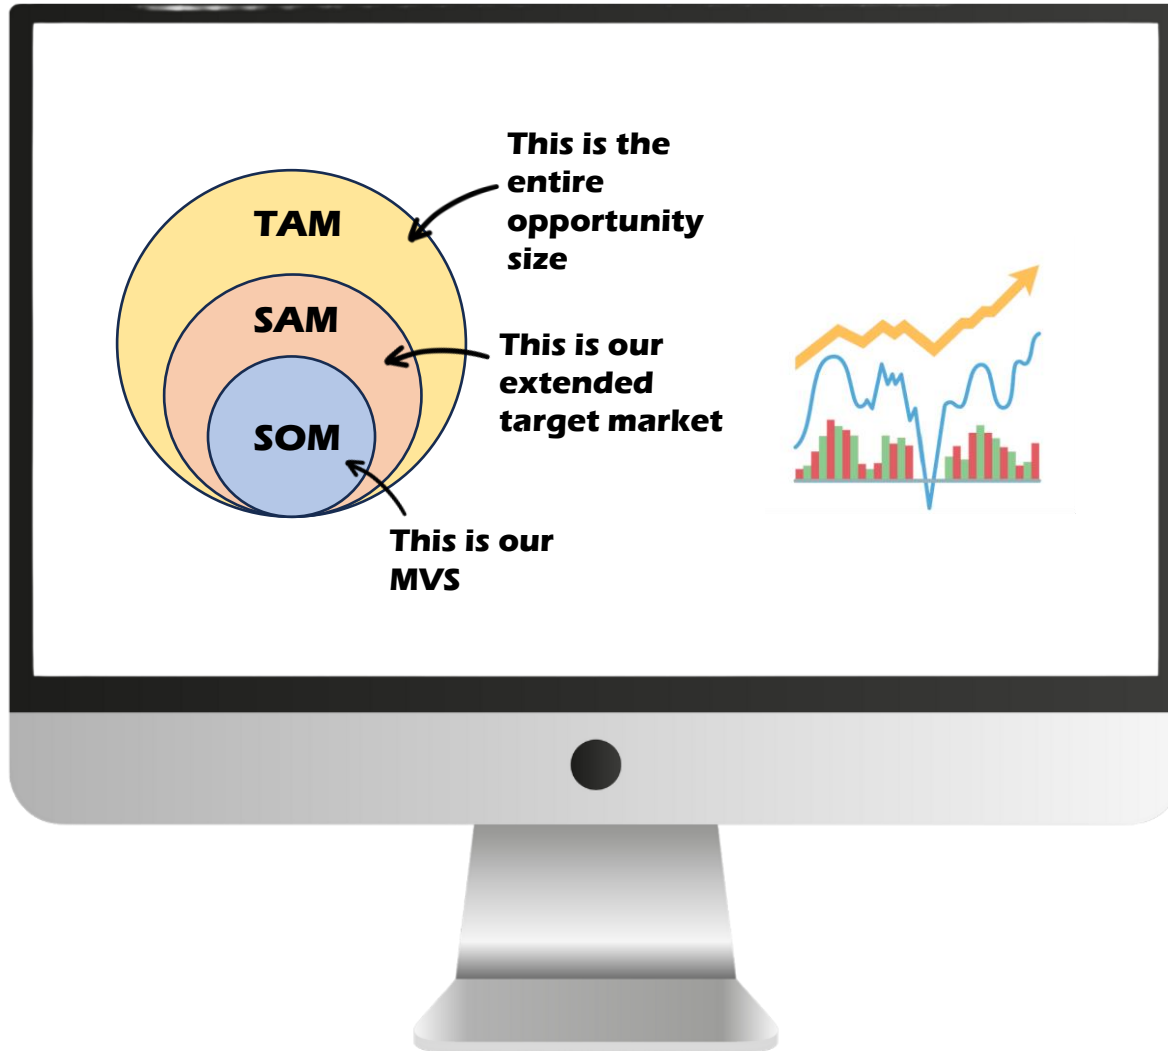 TAM
This is the
entire
opportunity
size
SAM
This is our
extended
target market
SOM
This is our
MVS